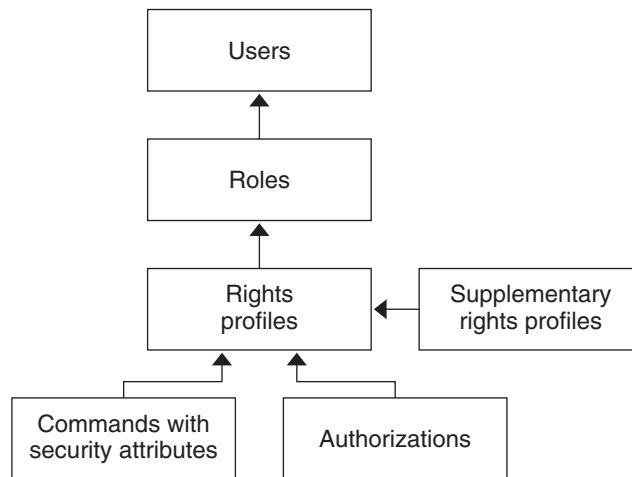 Users
Roles
Rights
profiles
Supplementary
rights profiles
Commands with
security attributes
Authorizations